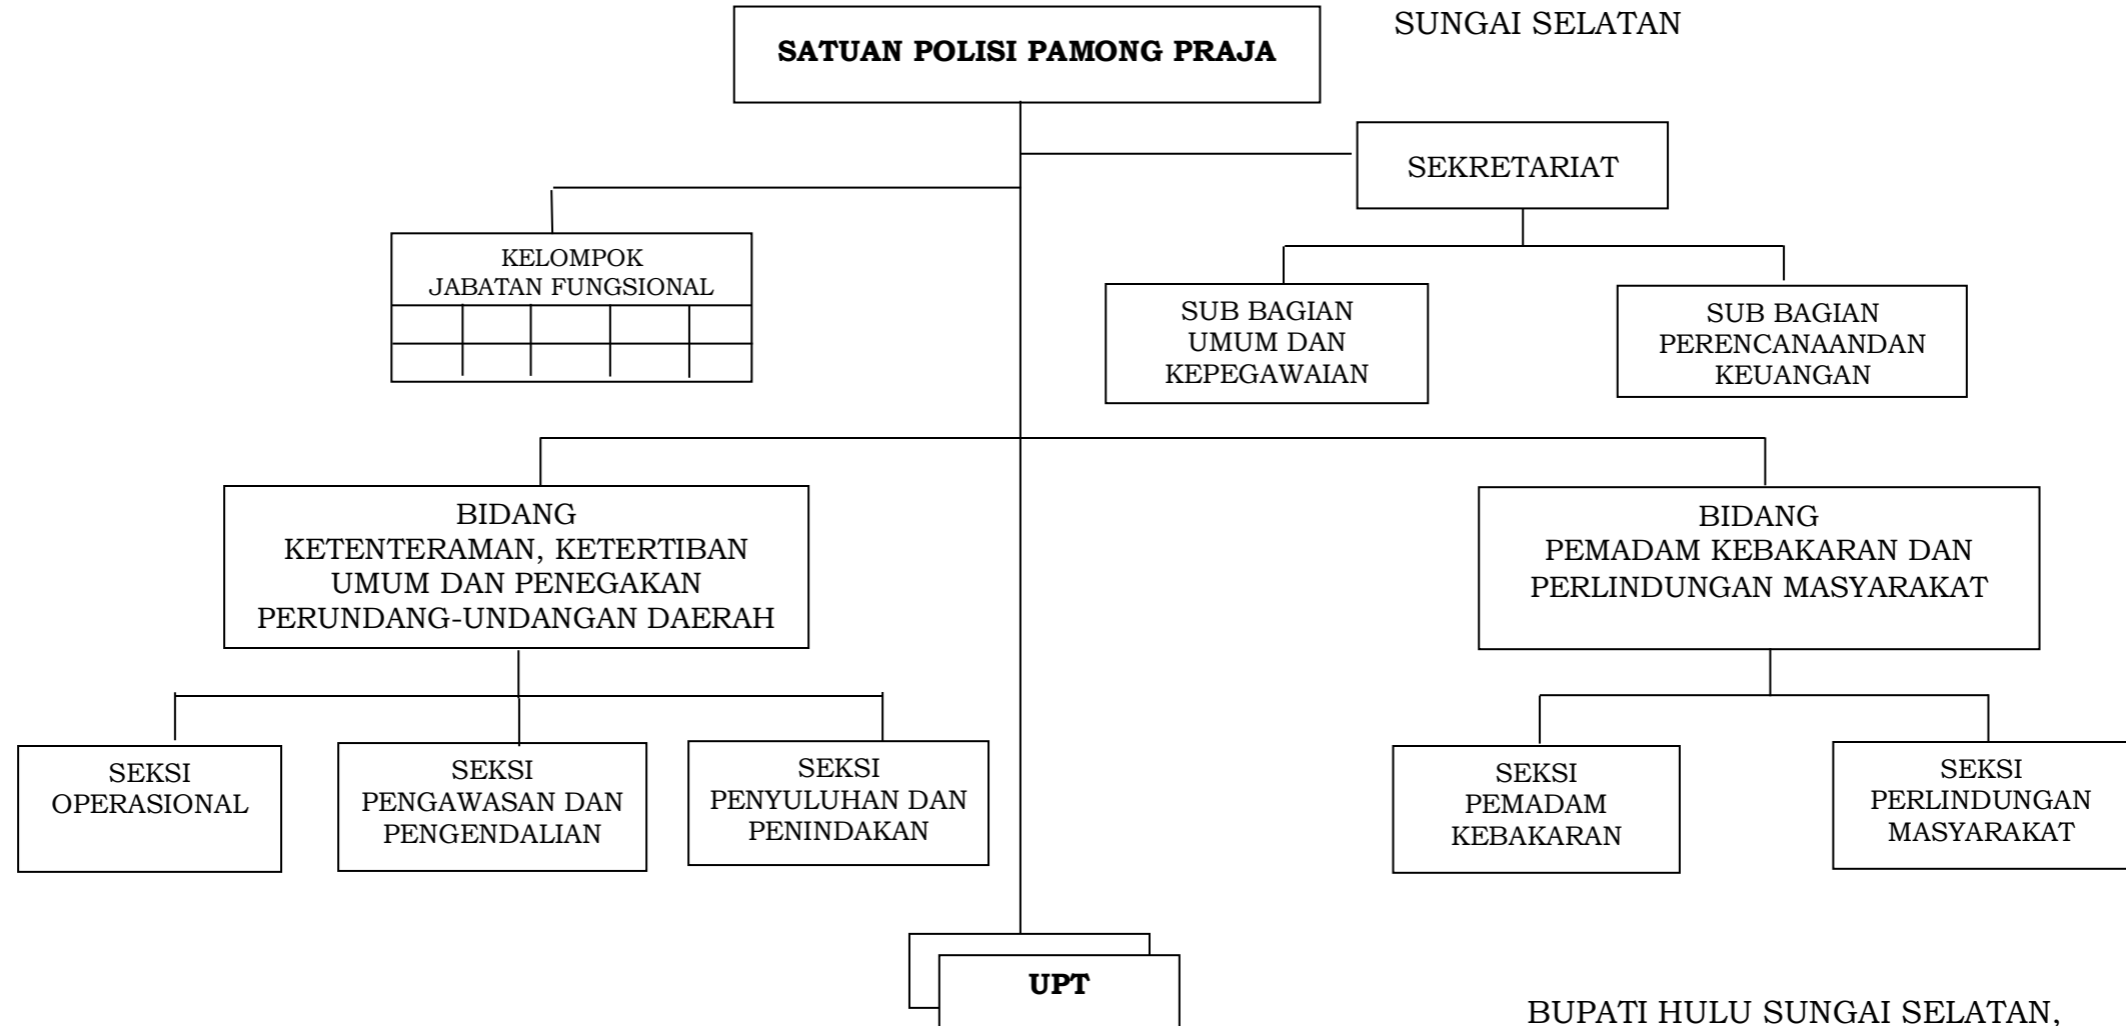 SUNGAI SELATAN
SATUAN POLISI PAMONG PRAJA
SEKRETARIAT
KELOMPOK
JABATAN FUNGSIONAL
SUB BAGIAN
UMUM DAN
KEPEGAWAIAN
SUB BAGIAN
PERENCANAANDAN
KEUANGAN
BIDANG
KETENTERAMAN, KETERTIBAN
UMUM DAN PENEGAKAN
PERUNDANG-UNDANGAN DAERAH
BIDANG
PEMADAM KEBAKARAN DAN
PERLINDUNGAN MASYARAKAT
SEKSI
OPERASIONAL
SEKSI
PENGAWASAN DAN
PENGENDALIAN
SEKSI
PENYULUHAN DAN
PENINDAKAN
SEKSI
PEMADAM
KEBAKARAN
SEKSI
PERLINDUNGAN
MASYARAKAT
UPT
BUPATI HULU SUNGAI SELATAN,